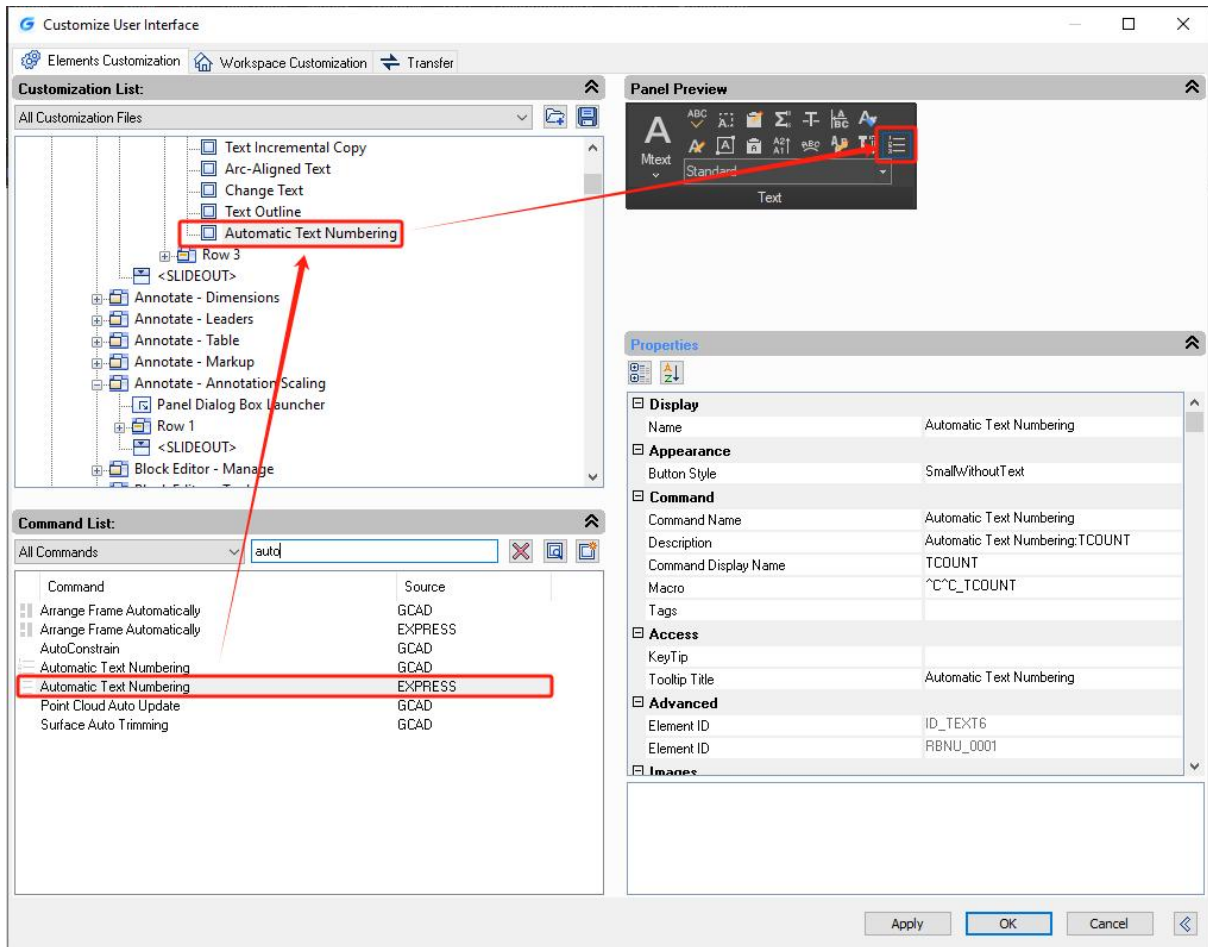 Customize User Interface
Elements Customization
Workspace Customization
Transfer
Customization List:
All Customization Files
Text Incremental Copy
Arc-Aligned Text
Change Text
Text Outline
Automatic Text Numbering
Row 3
<SLIDEOUT>
Annotate - Dimensions
Annotate - Leaders
Annotate - Table
Annotate - Markup
Annotate - Annotation Scaling
Panel Dialog Box Launcher
Row 1
<SLIDEOUT>
Block Editor - Manage
Command List:
All Commands
auto
Command Source
Arrange Frame Automatically GCAD
Arrange Frame Automatically EXPRESS
AutoConstrain GCAD
Automatic Text Numbering GCAD
Automatic Text Numbering EXPRESS
Point Cloud Auto Update GCAD
Surface Auto Trimming GCAD
Panel Preview
Mtext
Standard
Text
Properties
Display
Name Automatic Text Numbering
Appearance
Button Style SmallWithoutText
Command
Command Name Automatic Text Numbering
Description Automatic Text Numbering:TCOUNT
Command Display Name TCOUNT
Macro ^C^C_TCOUNT
Tags
Access
KeyTip
Tooltip Title Automatic Text Numbering
Advanced
Element ID ID_TEXT6
Element ID RBNU_0001
Images
Apply
OK
Cancel